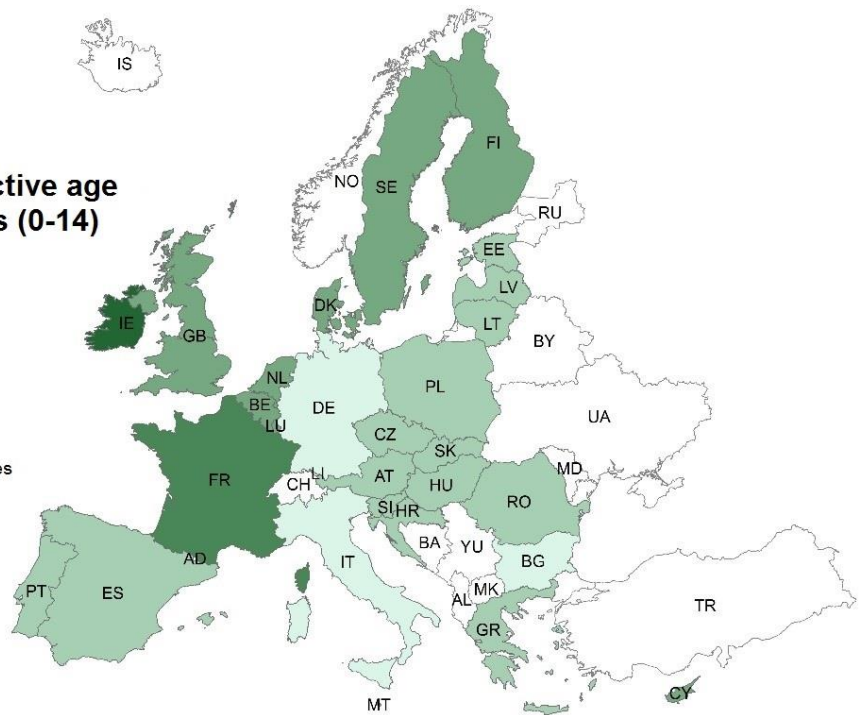 IS
ctive age
s (0-14)
NO
SE
FI
RU
EE
LV
LT
BY
DK
IE
GB
NL
BE
LU
DE
PL
UA
CZ
SK
es
FR
CH
LI
AT
HU
MD
SI
HR
RO
BA
YU
BG
AD
IT
PT
ES
AL
MK
TR
GR
CY
MT